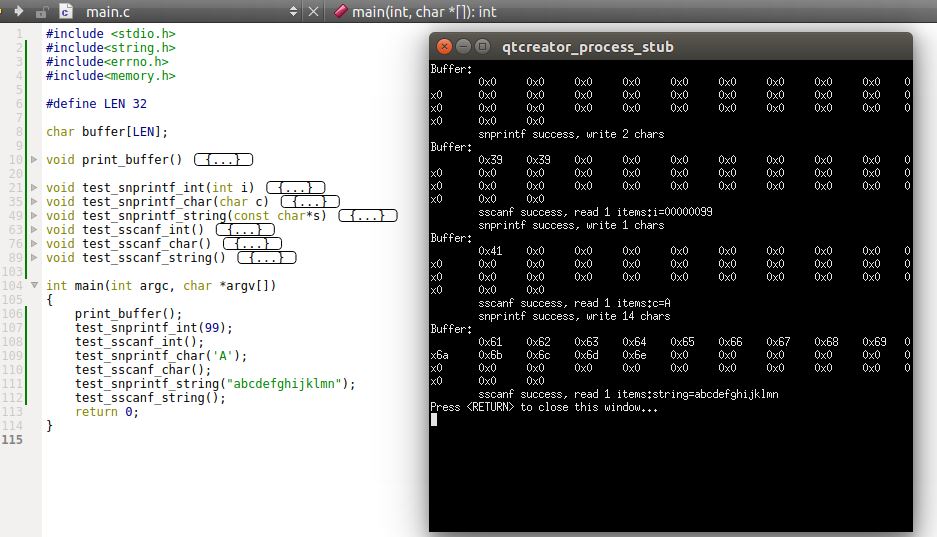 main.c
main(int, char *[]): int
1 #include <stdio.h>
2 #include<string.h>
3 #include<errno.h>
4 #include<memory.h>
5
6 #define LEN 32
7
8 char buffer[LEN];
9
10 void print_buffer() {...}
20
21 void test_snprintf_int(int i) {...}
35 void test_snprintf_char(char c) {...}
49 void test_snprintf_string(const char*s) {...}
63 void test_sscanf_int() {...}
76 void test_sscanf_char() {...}
89 void test_sscanf_string() {...}
103
104 int main(int argc, char *argv[])
105 {
106 print_buffer();
107 test_snprintf_int(99);
108 test_sscanf_int();
109 test_snprintf_char('A');
110 test_sscanf_char();
111 test_snprintf_string("abcdefghijklmn");
112 test_sscanf_string();
113 return 0;
114 }
115
qtcreator_process_stub
Buffer:
0x0 0x0 0x0 0x0 0x0 0x0 0x0 0x0 0x0 0
x0 0x0 0x0 0x0 0x0 0x0 0x0 0x0 0x0 0x0 0
x0 0x0 0x0 0x0 0x0 0x0 0x0 0x0 0x0 0x0 0
x0 0x0 0x0
snprintf success, write 2 chars
Buffer:
0x39 0x39 0x0 0x0 0x0 0x0 0x0 0x0 0x0 0
x0 0x0 0x0 0x0 0x0 0x0 0x0 0x0 0x0 0x0 0
x0 0x0 0x0 0x0 0x0 0x0 0x0 0x0 0x0 0x0 0
x0 0x0 0x0
sscanf success, read 1 items:i=00000099
snprintf success, write 1 chars
Buffer:
0x41 0x0 0x0 0x0 0x0 0x0 0x0 0x0 0x0 0
x0 0x0 0x0 0x0 0x0 0x0 0x0 0x0 0x0 0x0 0
x0 0x0 0x0 0x0 0x0 0x0 0x0 0x0 0x0 0x0 0
x0 0x0 0x0
sscanf success, read 1 items:c=A
snprintf success, write 14 chars
Buffer:
0x61 0x62 0x63 0x64 0x65 0x66 0x67 0x68 0x69 0
x6a 0x6b 0x6c 0x6d 0x6e 0x0 0x0 0x0 0x0 0x0 0
x0 0x0 0x0 0x0 0x0 0x0 0x0 0x0 0x0 0x0 0
x0 0x0 0x0
sscanf success, read 1 items:string=abcdefghijklmn
Press <RETURN> to close this window...